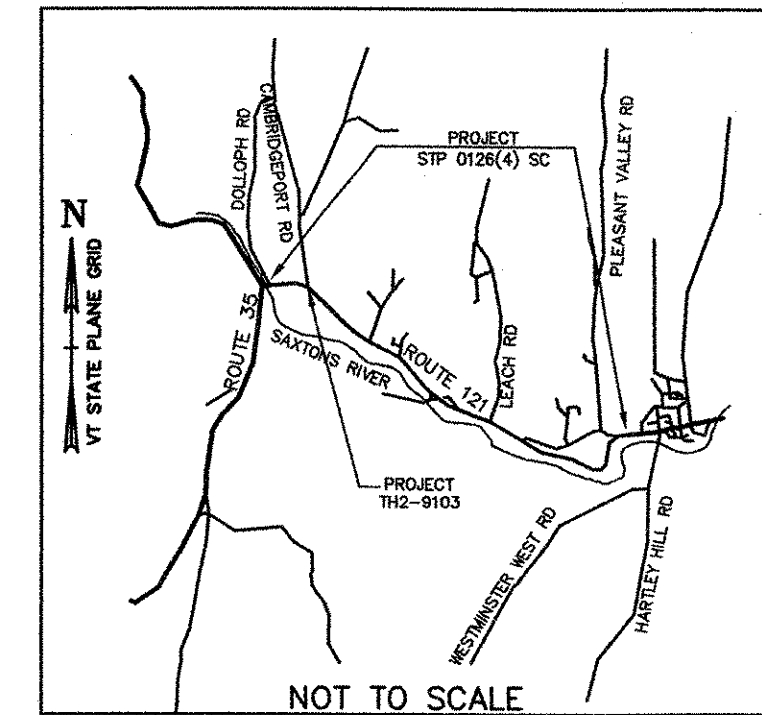 CAMBRIDGEPORT RD
DOLLOPH RD
PROJECT
STP 0126(4) SC
PLEASANT VALLEY RD
N
VT STATE PLANE GRID
ROUTE 35
SAXTONS RIVER
ROUTE 121
LEACH RD
PROJECT
TH2-9103
WESTMINSTER WEST RD
HARTLEY HILL RD
NOT TO SCALE